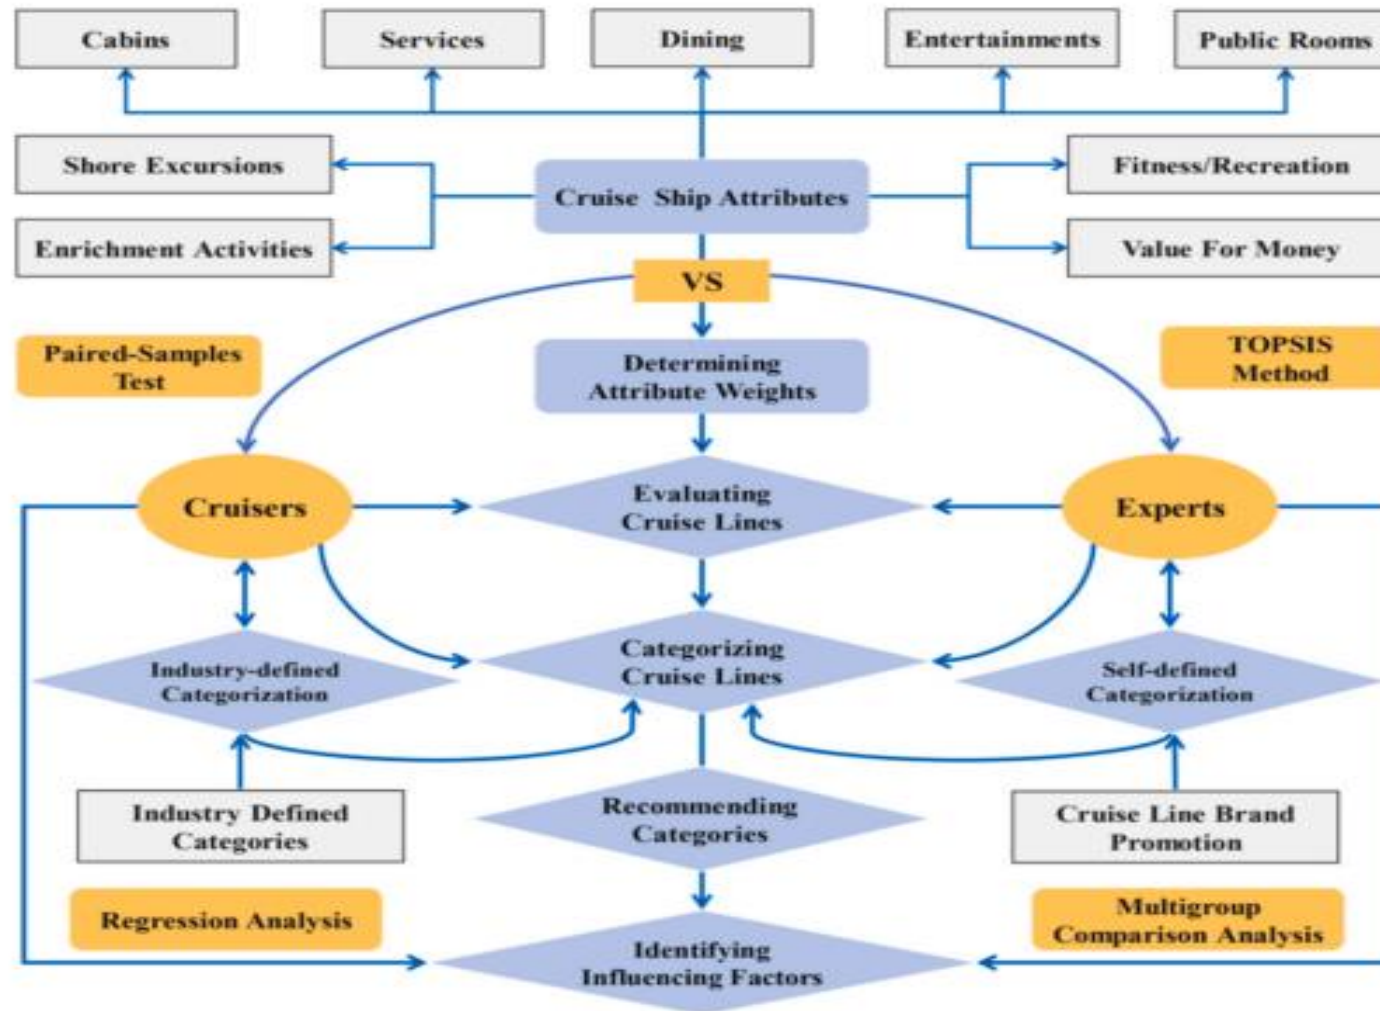 Cabins
Services
Dining
Entertainments
Public Rooms
Shore Excursions
Fitness/Recreation
Cruise Ship Attributes
Enrichment Activities
Value For Money
VS
Paired-Samples
Test
Determining
Attribute Weights
TOPSIS
Method
Cruisers
Evaluating
Cruise Lines
Experts
Industry-defined
Categorization
Categorizing
Cruise Lines
Self-defined
Categorization
Industry Defined
Categories
Recommending
Categories
Cruise Line Brand
Promotion
Regression Analysis
Multigroup
Comparison Analysis
Identifying
Influencing Factors